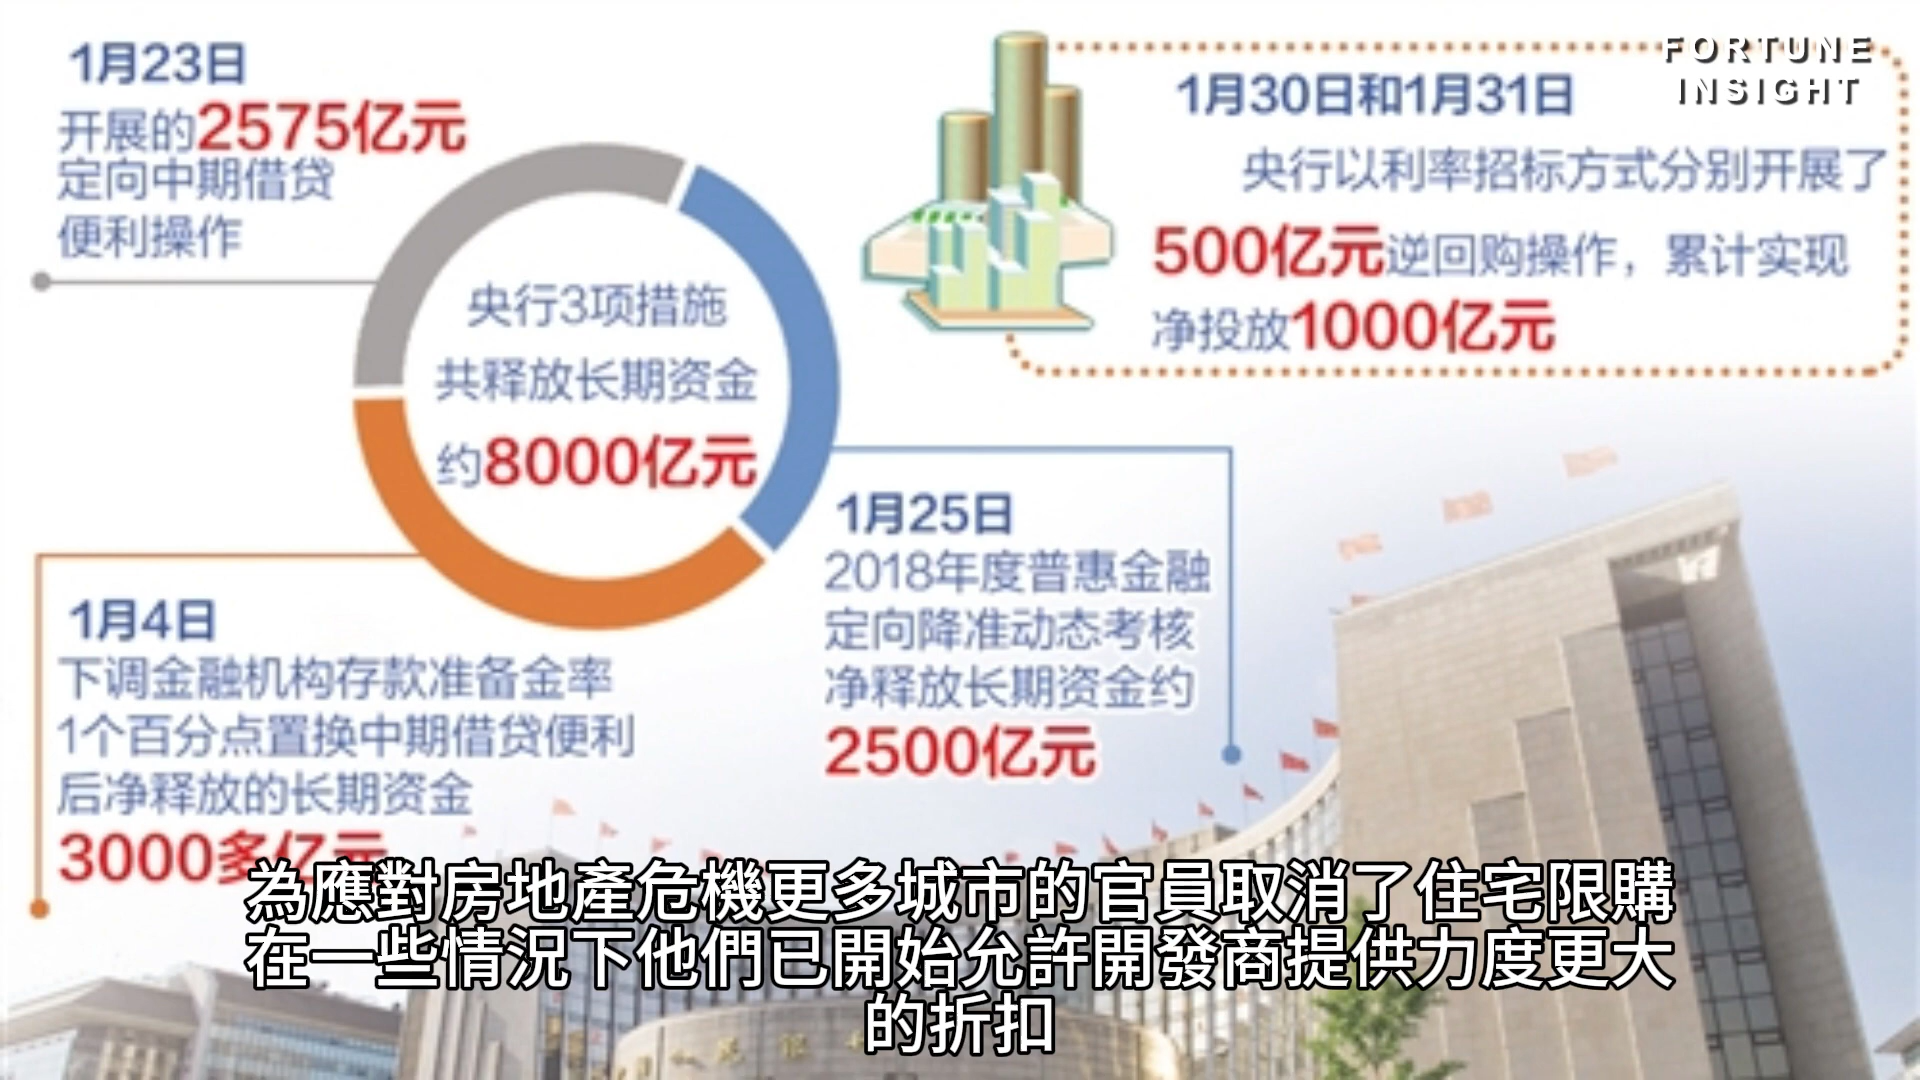 1月23日
开展的2575亿元
定向中期借贷
便利操作
FORTUNE
INSIGHT
1月30日和1月31日
央行以利率招标方式分别开展了
500亿元逆回购操作，累计实现
净投放1000亿元
央行3项措施
共释放长期资金
约8000亿元
1月25日
2018年度普惠金融
定向降准动态考核
净释放长期资金约
2500亿元
1月4日
下调金融机构存款准备金率
1个百分点置换中期借贷便利
后净释放的长期资金
3000多亿元
為應對房地產危機更多城市的官員取消了住宅限購
在一些情況下他們已開始允許開發商提供力度更大
的折扣